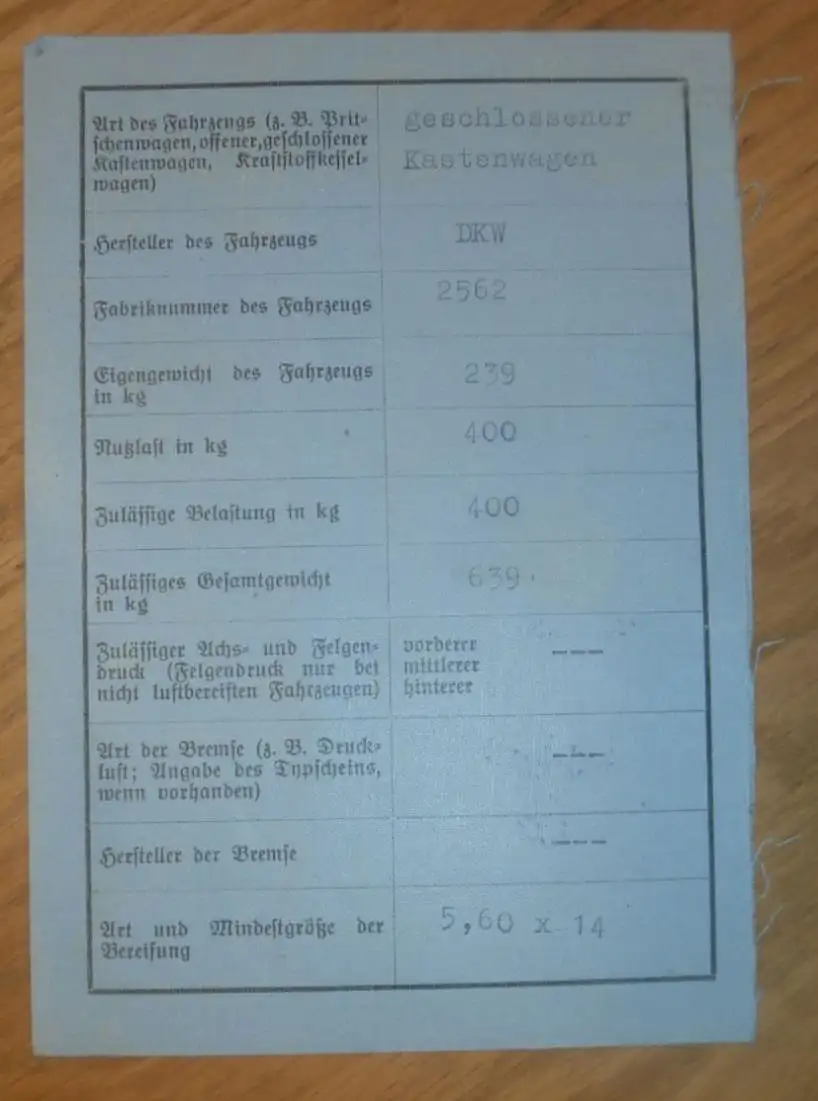 Art des Fahrzeugs (z. B. Prit-
schenwagen, offener, geschlossener
Kastenwagen, Kraftstoffkessel-
wagen)
geschlossener
Kastenwagen
Hersteller des Fahrzeugs
DKW
Fabriknummer des Fahrzeugs
2562
Eigengewicht des Fahrzeugs
in kg
239
Nutzlast in kg
400
Zulässige Belastung in kg
400
Zulässiges Gesamtgewicht
in kg
639
Zulässiger Achs- und Felgen-
druck (Felgendruck nur bei
nicht luftbereiften Fahrzeugen)
vorderer
mittlerer
hinterer
---
Art der Bremse (z. B. Druck-
luft; Angabe des Typscheins,
wenn vorhanden)
---
Hersteller der Bremse
---
Art und Mindestgröße der
Bereifung
5,60 x 14